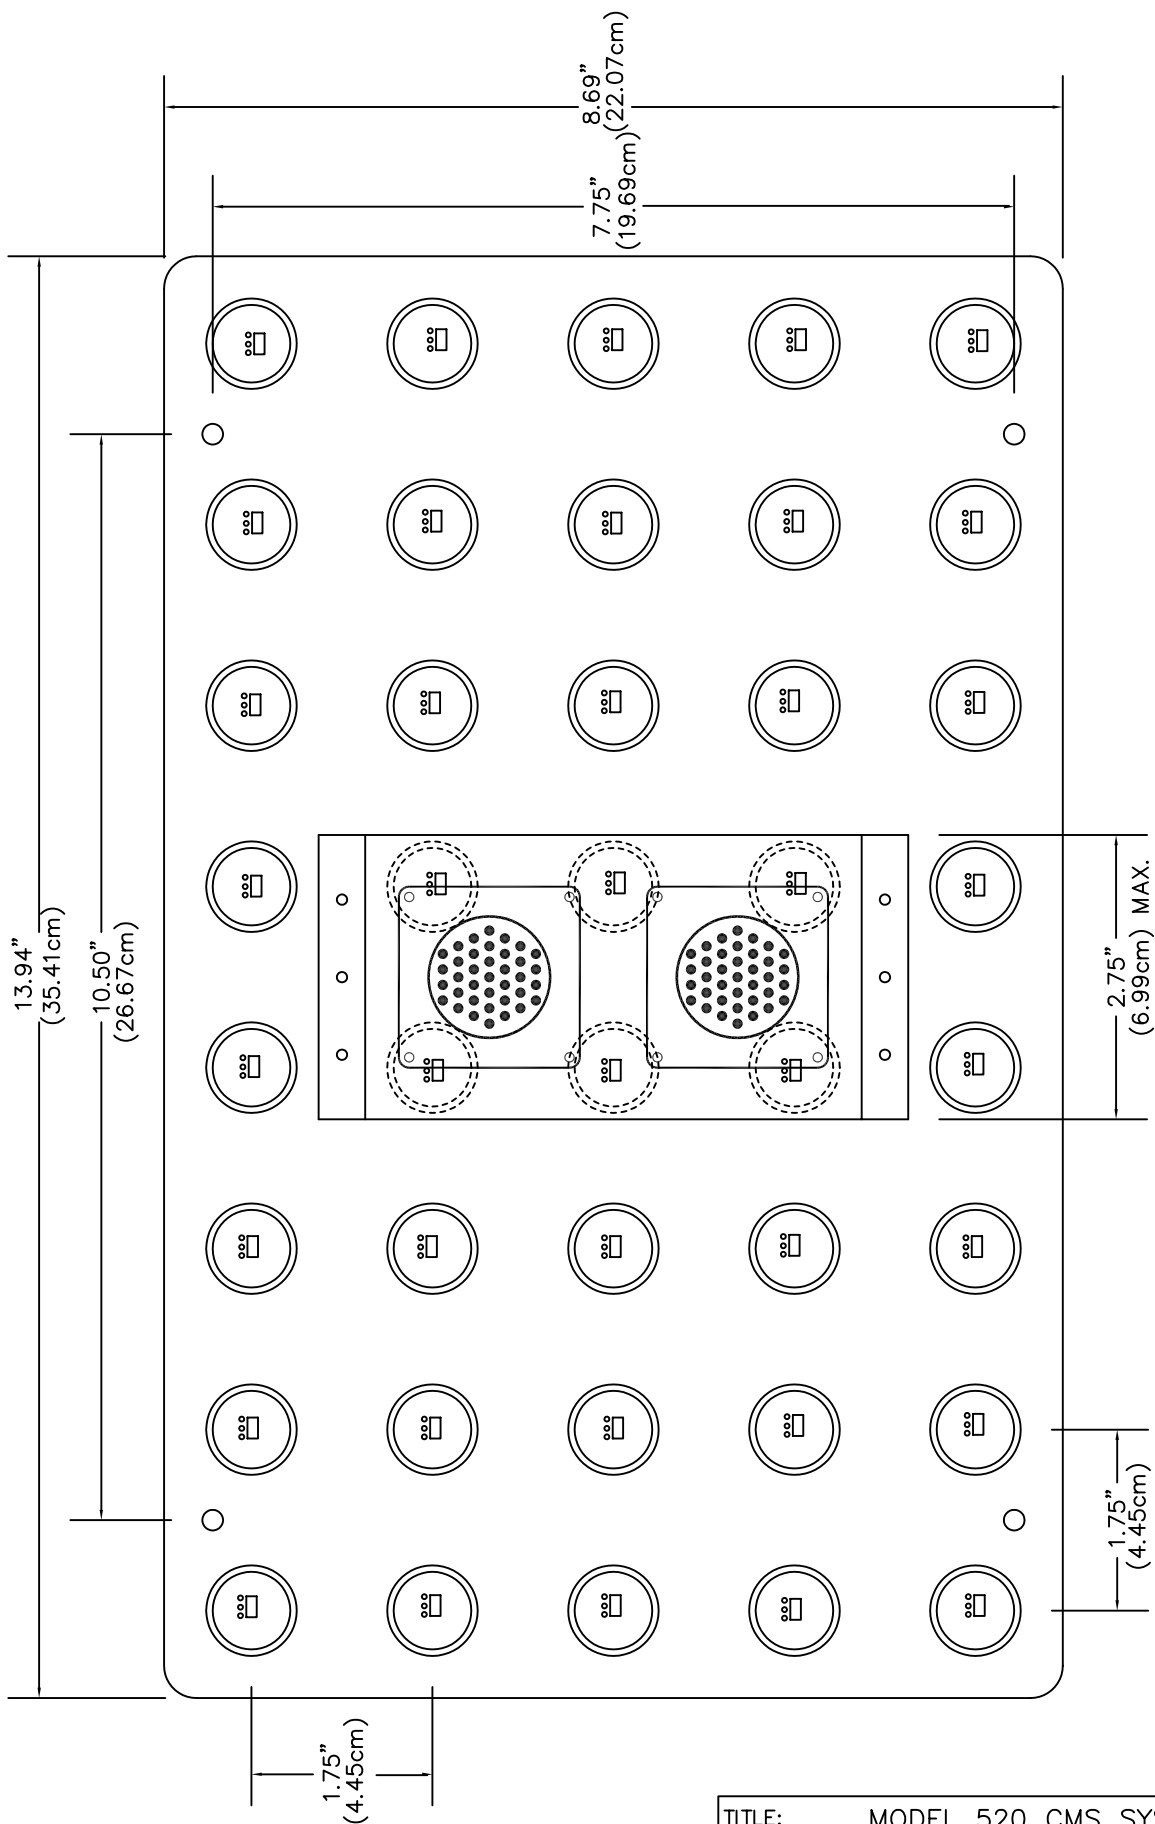 8.69”
(22.07cm)
7.75”
(19.69cm)
13.94”
(35.41cm)
10.50”
(26.67cm)
2.75”
(6.99cm) MAX.
1.75”
(4.45cm)
1.75”
(4.45cm)
TITLE: MODEL 520 CMS